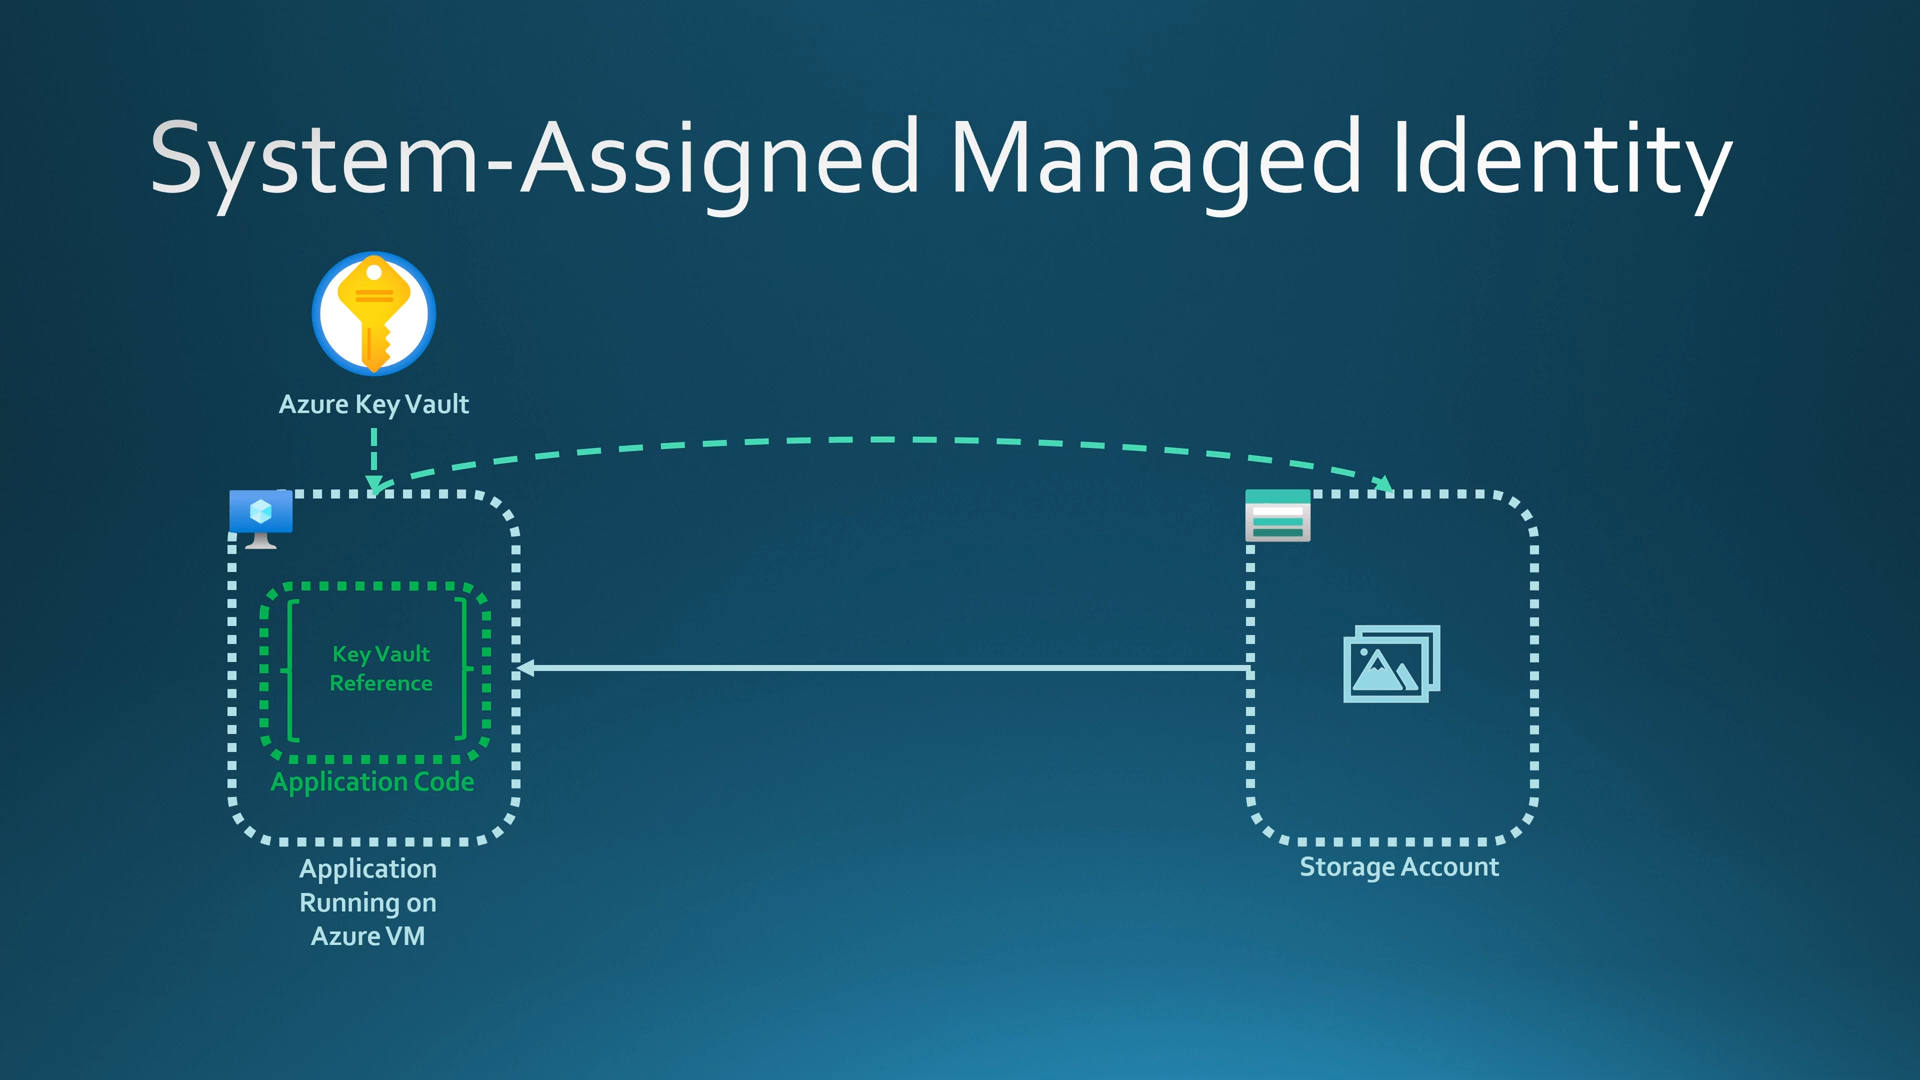 System-Assigned Managed Identity
Azure Key Vault
Key Vault
Reference
Application Code
Application
Running on
Azure VM
Storage Account